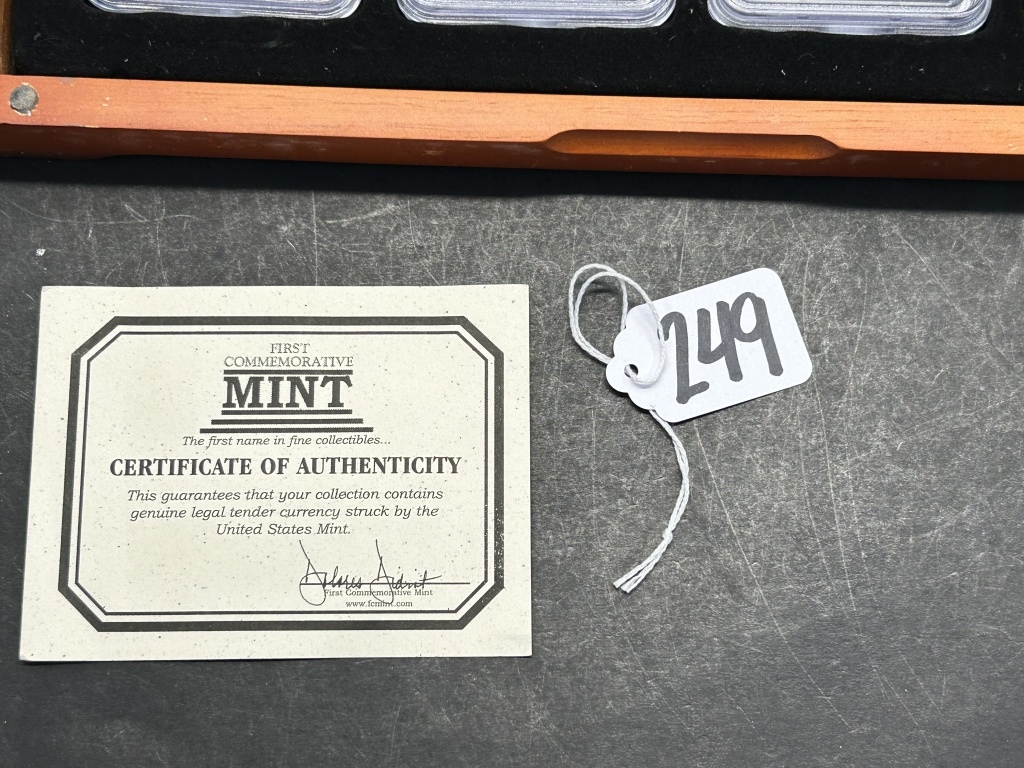 FIRST
COMMEMORATIVE
MINT
The first name in fine collectibles...
CERTIFICATE OF AUTHENTICITY
This guarantees that your collection contains
genuine legal tender currency struck by the
United States Mint.
First Commemorative Mint
www.fcmint.com
249